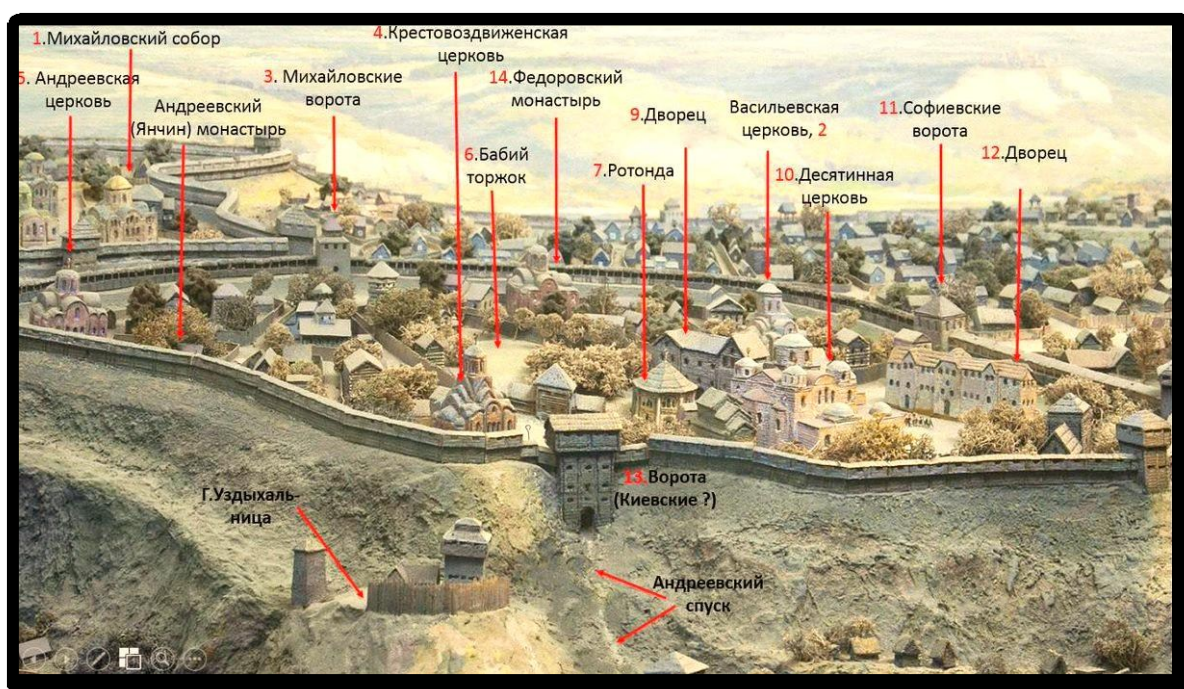 1.Михайловский собор
4.Крестовоздвиженская
церковь
5. Андреевская
церковь
3. Михайловские
ворота
14.Федоровский
монастырь
Андреевский
(Янчин) монастырь
9.Дворец
Васильевская
церковь, 2
11.Софиевские
ворота
6.Бабий
торжок
7.Ротонда
12.Дворец
10.Десятинная
церковь
13.Ворота
(Киевские ?)
Г.Уздыхаль-
ница
Андреевский
спуск